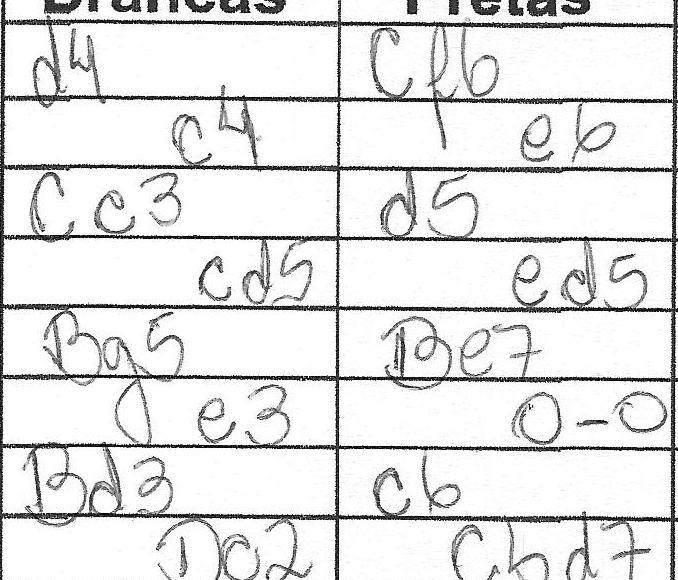 Brancas Pretas
d4 Cf6
c4 e6
Cc3 d5
cd5 ed5
Bg5 Be7
e3 0-0
Bd3 c6
Dc2 Cbd7